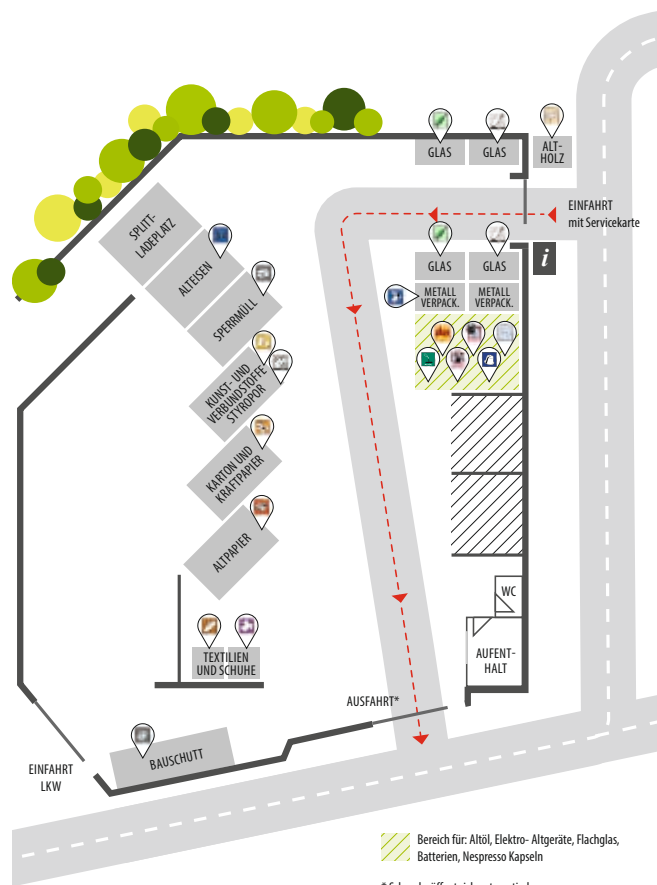 GLAS
GLAS
ALT-
HOLZ
EINFAHRT
mit Servicekarte
SPLITT-
LADEPLATZ
ALTEISEN
SPERRMÜLL
GLAS
GLAS
i
METALL
VERPACK.
METALL
VERPACK.
KUNST- UND
VERBUNDSTOFFE
STYROPOR
KARTON UND
KRAFTPAPIER
ALTPAPIER
WC
AUFENT-
HALT
TEXTILIEN
UND SCHUHE
AUSFAHRT*
BAUSCHUTT
EINFAHRT
LKW
Bereich für: Altöl, Elektro- Altgeräte, Flachglas,
Batterien, Nespresso Kapseln